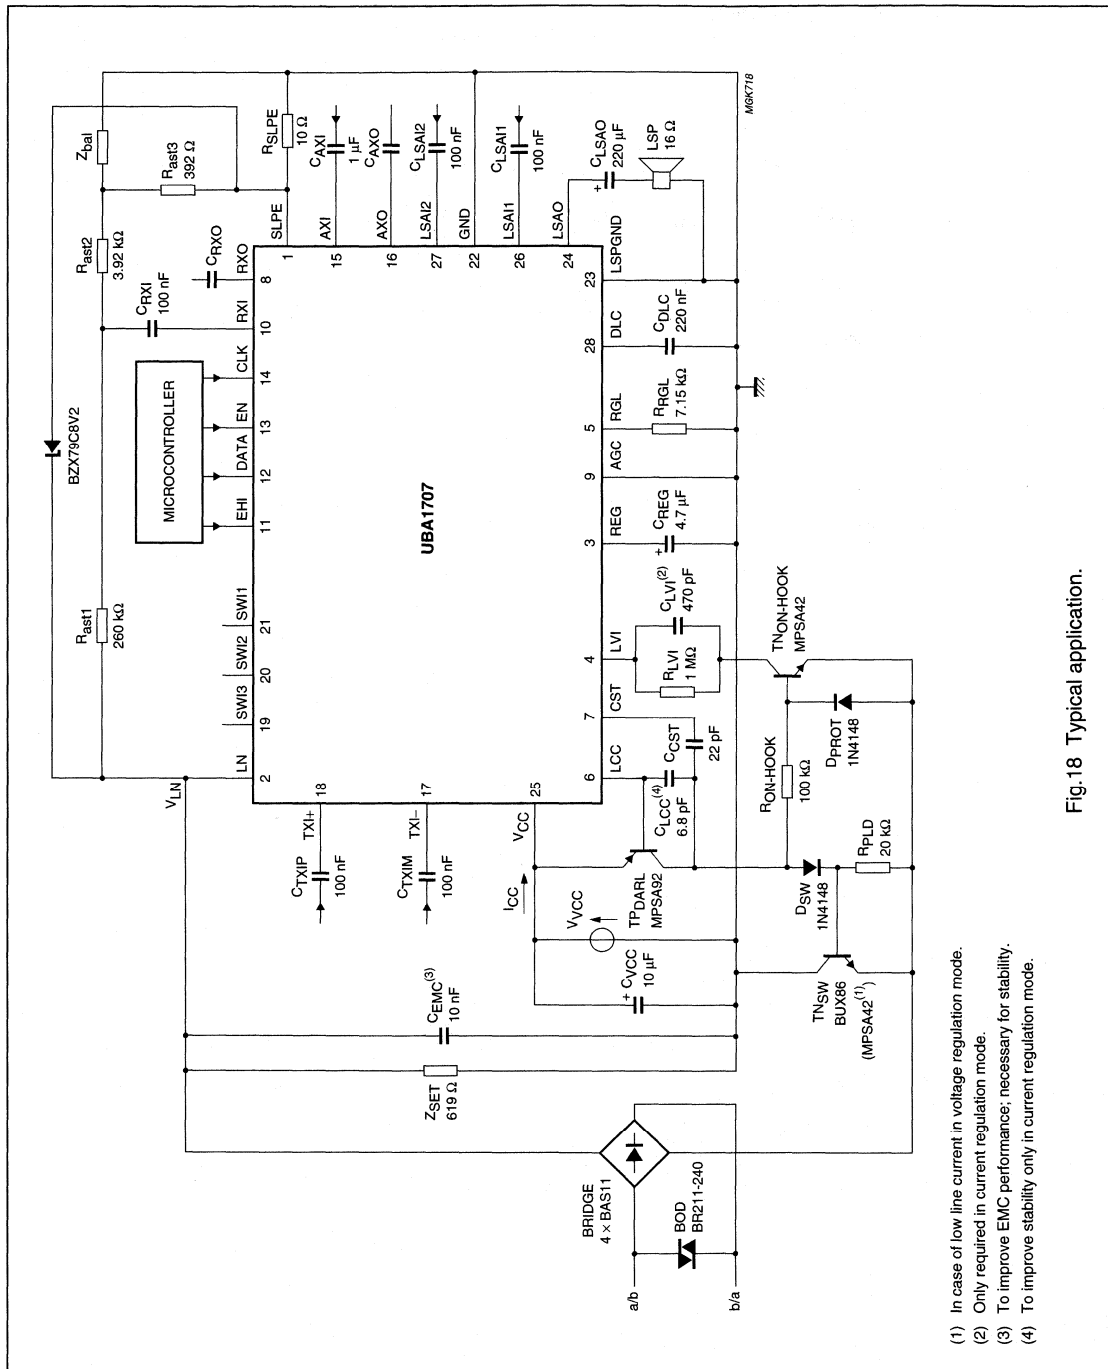 BZX79C8V2
Zbal
Rast3
392 Ω
Rast2
3.92 kΩ
Rast1
260 kΩ
CRXI
100 nF
CRXO
MICROCONTROLLER
RSLPE
10 Ω
CAXI
1 µF
CAXO
CLSAI2
100 nF
CLSAI1
100 nF
CLSAO
220 µF
+
LSP
16 Ω
MGK718
VLN
LN
SWI3
SWI2
SWI1
EHI
DATA
EN
CLK
RXI
RXO
2
19
20
21
11
12
13
14
10
8
SLPE
AXI
AXO
LSAI2
GND
LSAI1
LSAO
1
15
16
27
22
26
24
UBA1707
TXI+
18
TXI−
17
VCC
25
CTXIP
100 nF
CTXIM
100 nF
ICC
6
7
4
3
9
5
28
23
LCC
CST
LVI
REG
AGC
RGL
DLC
LSPGND
CLCC(4)
6.8 pF
CCST
22 pF
RLVI
1 MΩ
CLVI(2)
470 pF
+
CREG
4.7 µF
RRGL
7.15 kΩ
CDLC
220 nF
TPDARL
MPSA92
VVCC
+ CVCC
10 µF
CEMC(3)
10 nF
ZSET
619 Ω
BRIDGE
4 × BAS11
BOD
BR211-240
a/b
b/a
TNSW
BUX86
(MPSA42(1))
DSW
1N4148
RPLD
20 kΩ
RON-HOOK
100 kΩ
DPROT
1N4148
TNON-HOOK
MPSA42
(1) In case of low line current in voltage regulation mode.
(2) Only required in current regulation mode.
(3) To improve EMC performance; necessary for stability.
(4) To improve stability only in current regulation mode.
Fig.18 Typical application.